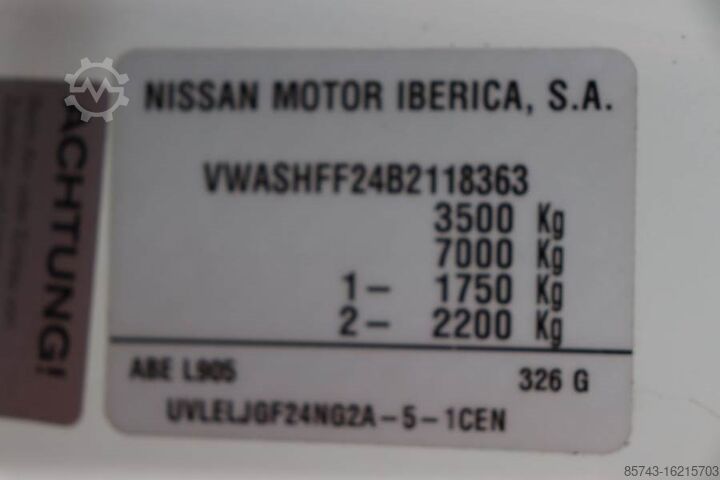 NISSAN MOTOR IBERICA, S.A.
VWASHFF24B2118363
3500 Kg
7000 Kg
1- 1750 Kg
2- 2200 Kg
ABE L905
326 G
UVLELJGF24NG2A-5-1CEN
ACHTUNG!
85743-16215703